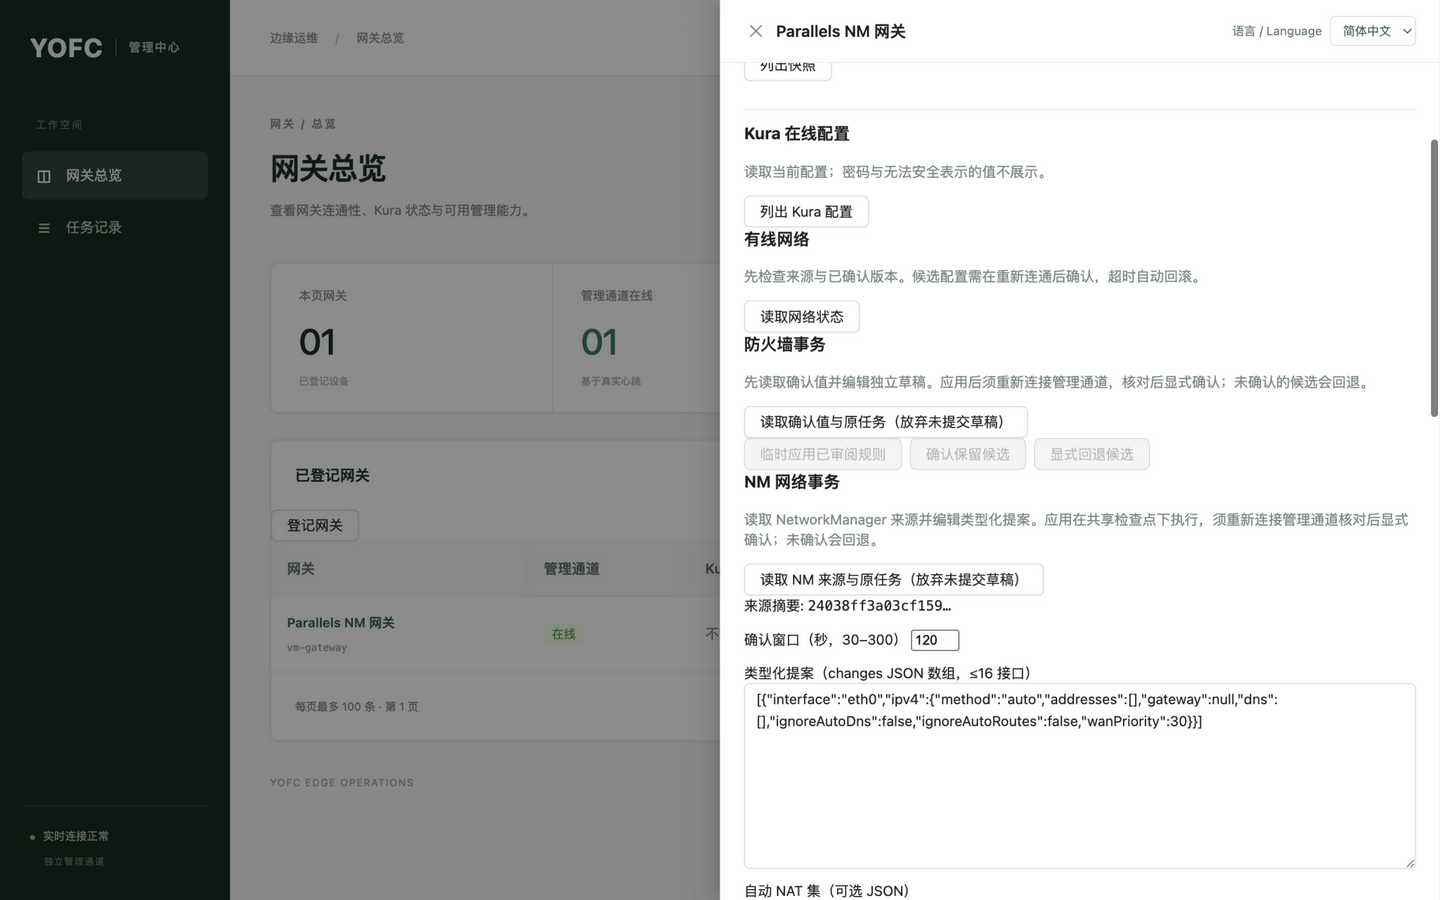 YOFC
管理中心
工作空间
网关总览
任务记录
实时连接正常
独立管理通道
边缘运维 / 网关总览
网关 / 总览
网关总览
查看网关连通性、Kura 状态与可用管理能力。
本页网关
01
已登记设备
管理通道在线
01
基于真实心跳
已登记网关
登记网关
网关 管理通道 Ku
Parallels NM 网关 在线 不
vm-gateway
每页最多 100 条 · 第 1 页
YOFC EDGE OPERATIONS
Parallels NM 网关
语言 / Language 简体中文
列出快照
Kura 在线配置
读取当前配置；密码与无法安全表示的值不展示。
列出 Kura 配置
有线网络
先检查来源与已确认版本。候选配置需在重新连通后确认，超时自动回滚。
读取网络状态
防火墙事务
先读取确认值并编辑独立草稿。应用后须重新连接管理通道，核对后显式确认；未确认的候选会回退。
读取确认值与原任务（放弃未提交草稿）
临时应用已审阅规则 确认保留候选 显式回退候选
NM 网络事务
读取 NetworkManager 来源并编辑类型化提案。应用在共享检查点下执行，须重新连接管理通道核对后显式
确认；未确认会回退。
读取 NM 来源与原任务（放弃未提交草稿）
来源摘要: 24038ff3a03cf159…
确认窗口（秒，30–300） 120
类型化提案（changes JSON 数组，≤16 接口）
[{"interface":"eth0","ipv4":{"method":"auto","addresses":[],"gateway":null,"dns":
[],"ignoreAutoDns":false,"ignoreAutoRoutes":false,"wanPriority":30}}]
自动 NAT 集（可选 JSON）